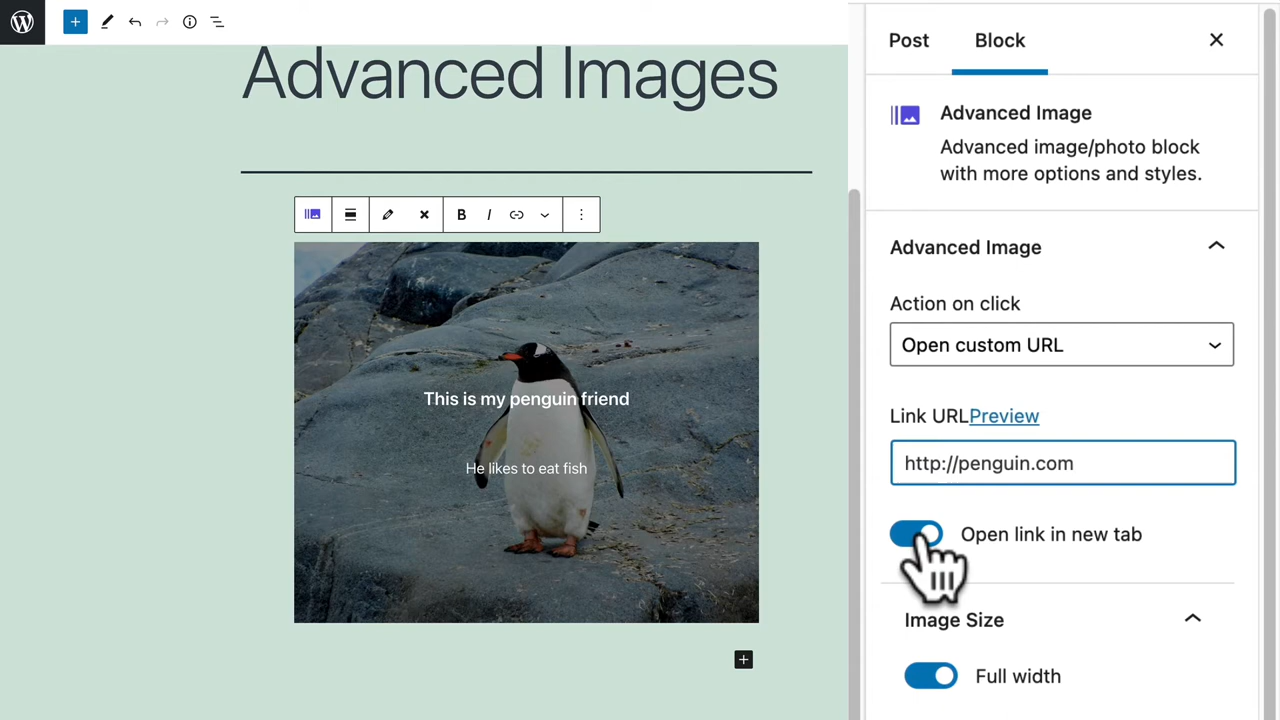 Advanced Images
B I
This is my penguin friend
He likes to eat fish
Post Block
Advanced Image
Advanced image/photo block
with more options and styles.
Advanced Image
Action on click
Open custom URL
Link URLPreview
http://penguin.com
Open link in new tab
Image Size
Full width